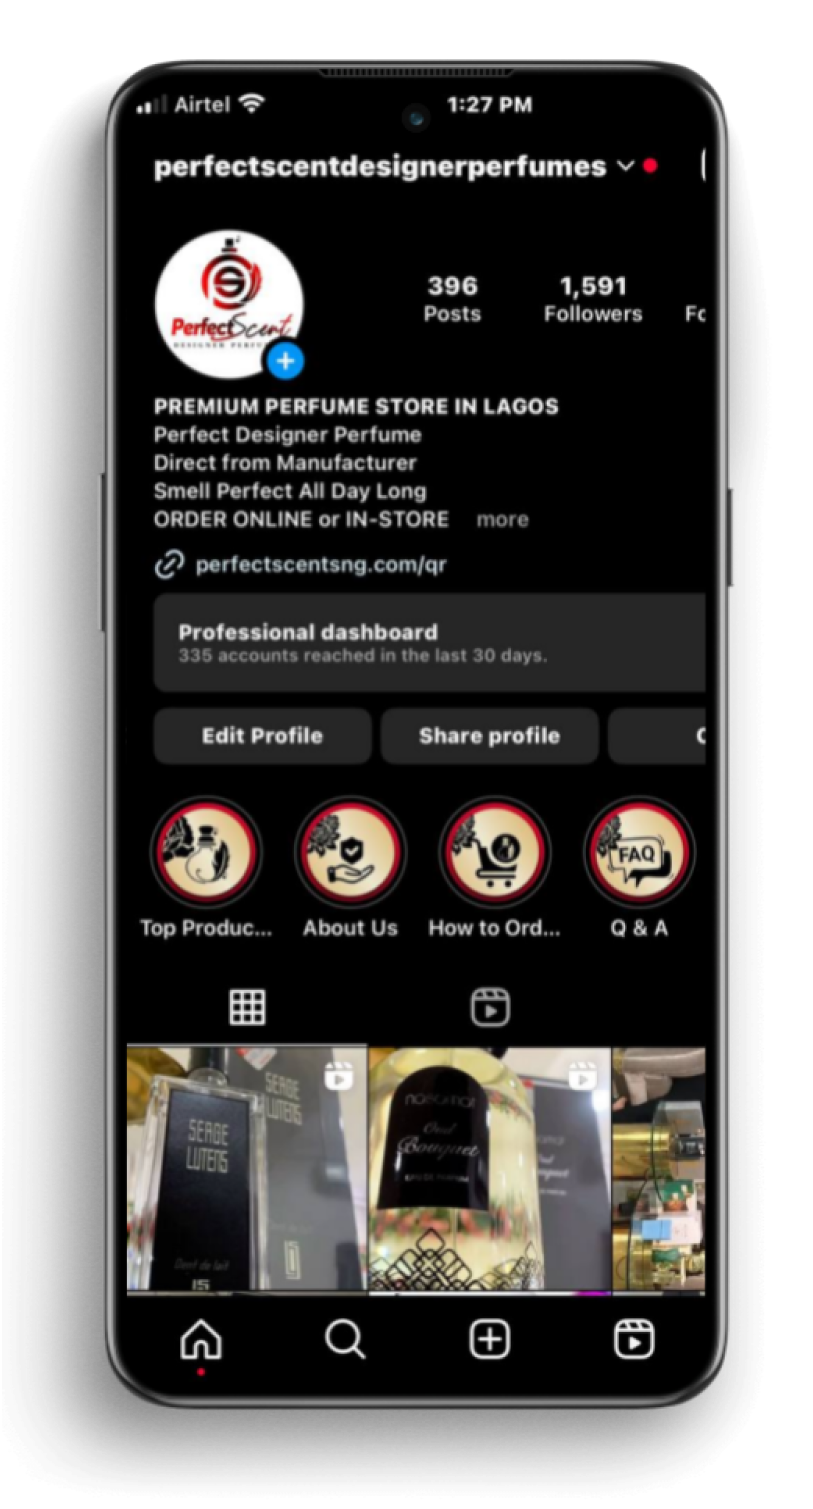 Airtel
1:27 PM
perfectscentdesignerperfumes
S
PerfectScent
DESIGNER PERFU
396
Posts
1,591
Followers
Fo
PREMIUM PERFUME STORE IN LAGOS
Perfect Designer Perfume
Direct from Manufacturer
Smell Perfect All Day Long
ORDER ONLINE or IN-STORE more
perfectscentsng.com/qr
Professional dashboard
335 accounts reached in the last 30 days.
Edit Profile
Share profile
Top Produc...
About Us
How to Ord...
FAQ
Q & A
SERGE
LUTENS
SERGE
LUTENS
Dent de lait
15
Oud
Bouquet
EAU DE PARFUM